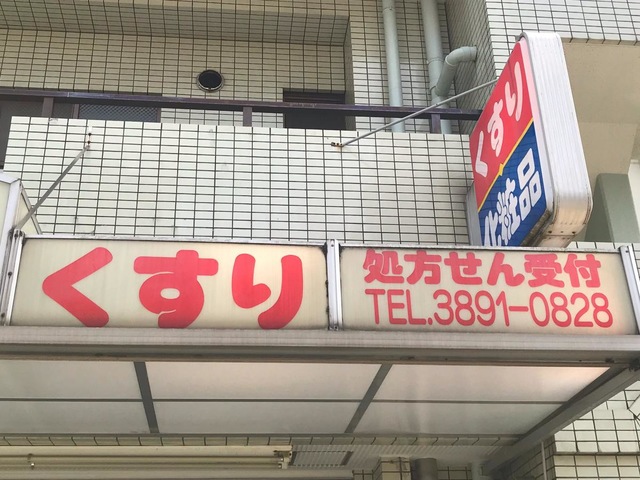 くすり
処方せん受付
TEL.3891-0828
くすり
化粧品